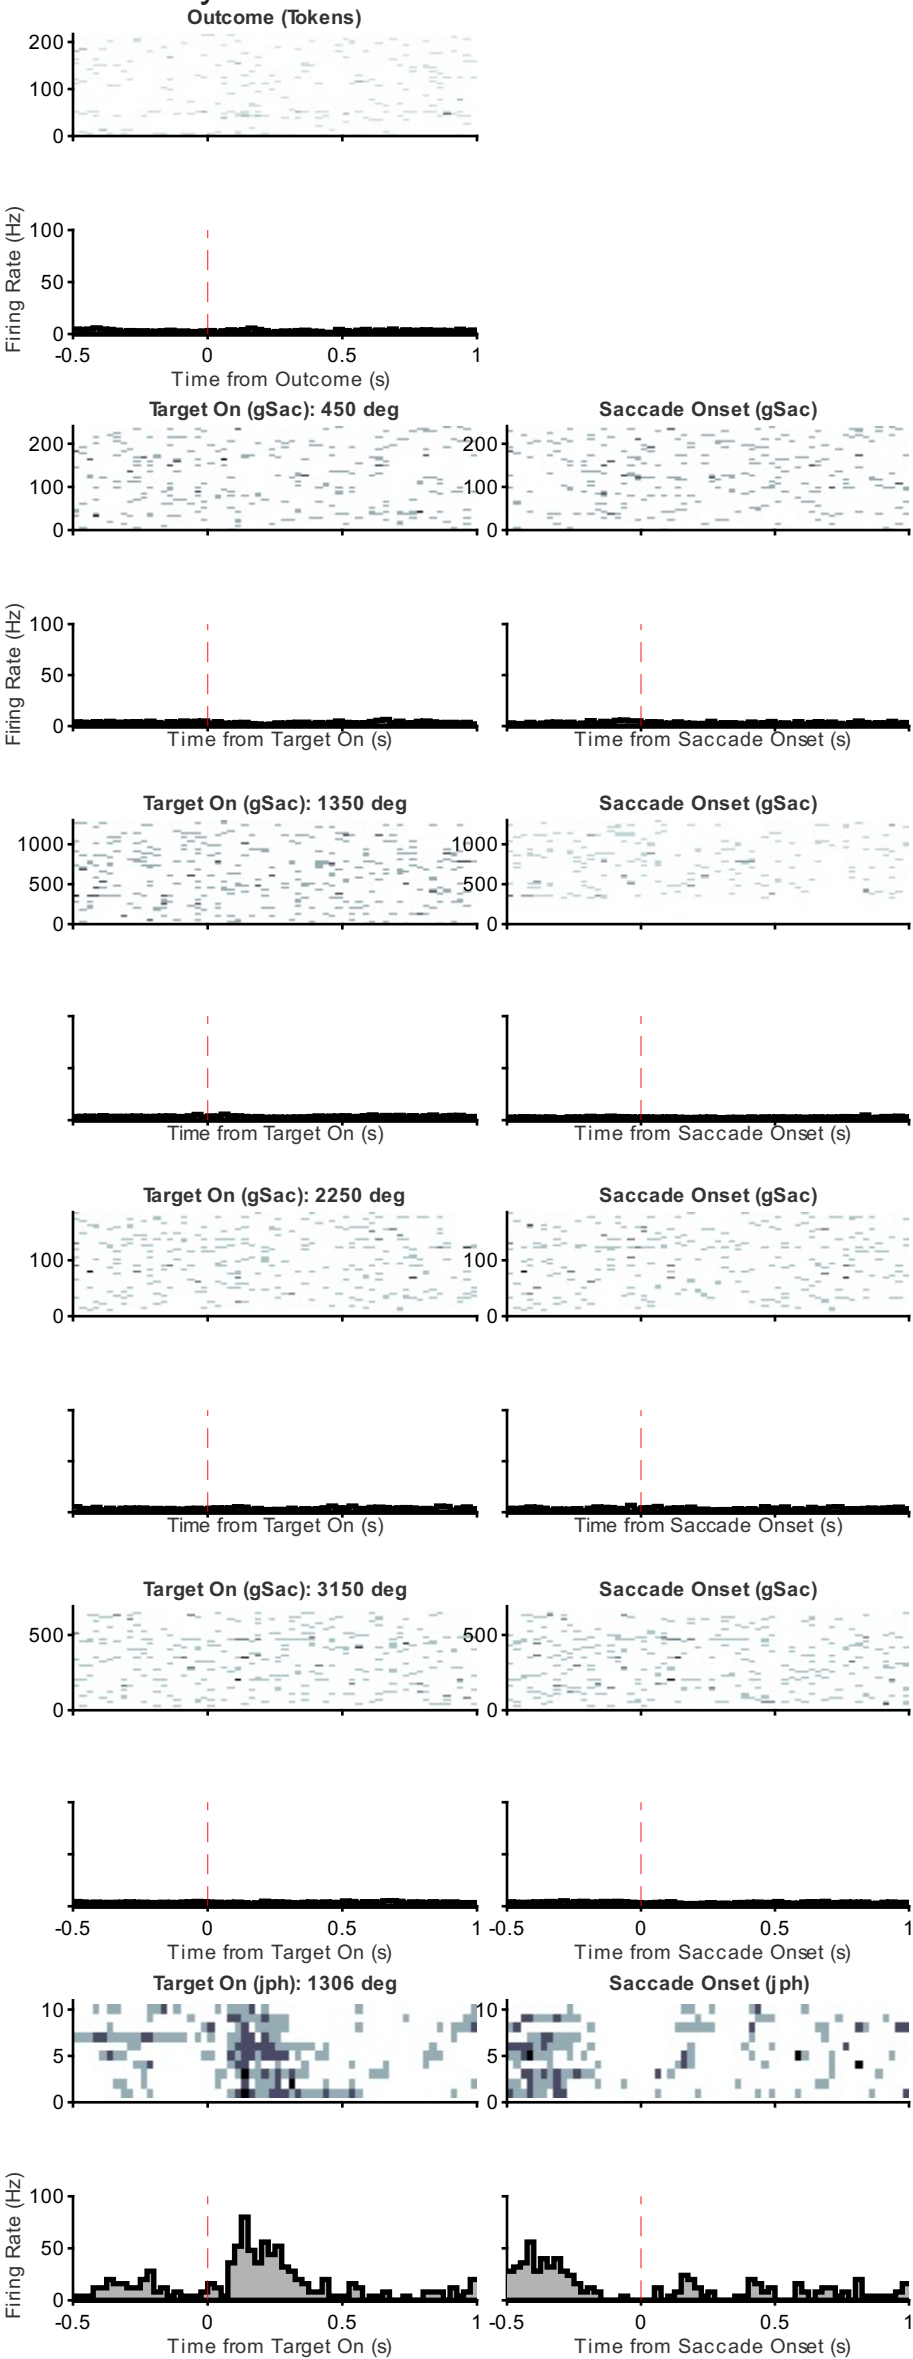 Outcome (Tokens)
200
100
0
Firing Rate (Hz)
100
50
0
-0.5 0 0.5 1
Time from Outcome (s)
Target On (gSac): 450 deg Saccade Onset (gSac)
200 200
100 100
0 0
Firing Rate (Hz)
100
50
0
Time from Target On (s) Time from Saccade Onset (s)
Target On (gSac): 1350 deg Saccade Onset (gSac)
1000 1000
500 500
0 0
Time from Target On (s) Time from Saccade Onset (s)
Target On (gSac): 2250 deg Saccade Onset (gSac)
100 100
0 0
Time from Target On (s) Time from Saccade Onset (s)
Target On (gSac): 3150 deg Saccade Onset (gSac)
500 500
0 0
-0.5 0 0.5 1 -0.5 0 0.5 1
Time from Target On (s) Time from Saccade Onset (s)
Target On (jph): 1306 deg Saccade Onset (jph)
10 10
5 5
0 0
Firing Rate (Hz)
100
50
0
-0.5 0 0.5 1 -0.5 0 0.5 1
Time from Target On (s) Time from Saccade Onset (s)